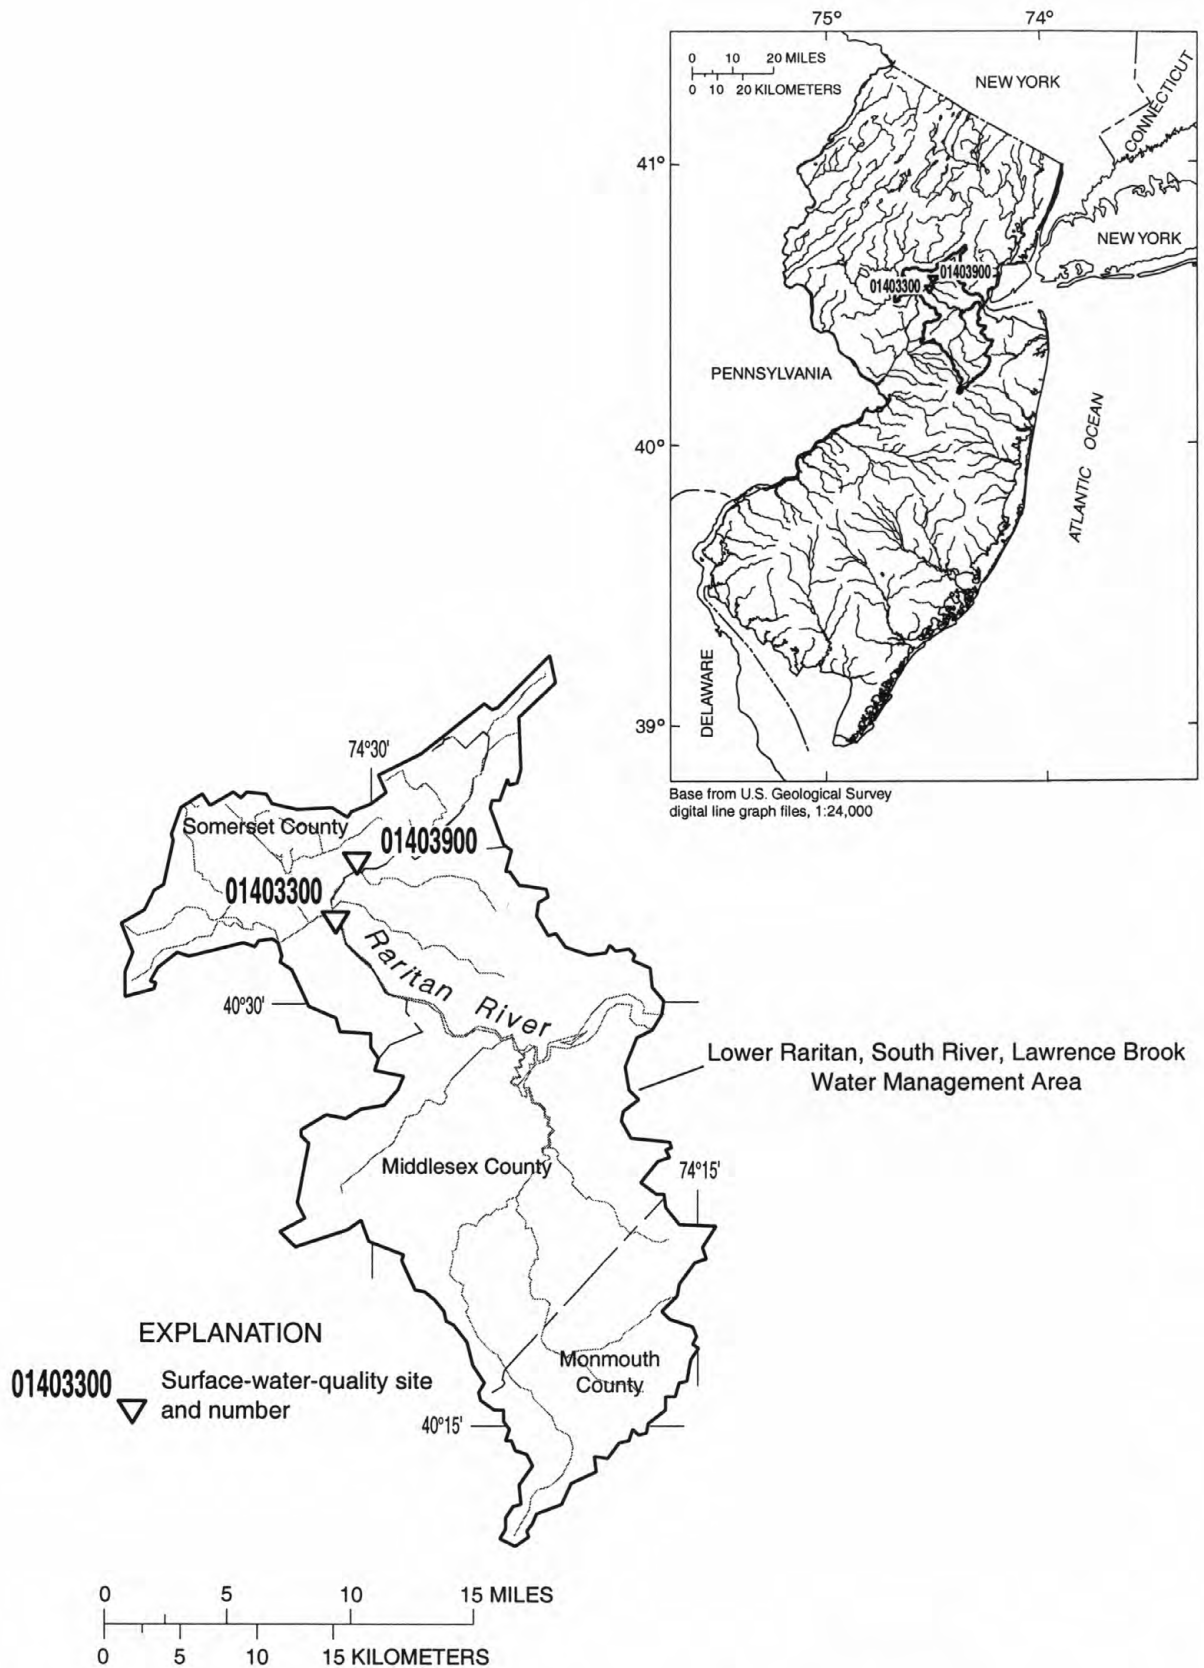 75° 74°
0 10 20 MILES
0 10 20 KILOMETERS
NEW YORK
CONNECTICUT
41°
NEW YORK
01403900
01403300
PENNSYLVANIA
40°
ATLANTIC OCEAN
DELAWARE
39°
Base from U.S. Geological Survey
digital line graph files, 1:24,000
74°30'
Somerset County
01403900
01403300
Raritan River
40°30'
Lower Raritan, South River, Lawrence Brook
Water Management Area
Middlesex County
74°15'
EXPLANATION
Monmouth
County
01403300 Surface-water-quality site
and number
40°15'
0 5 10 15 MILES
0 5 10 15 KILOMETERS